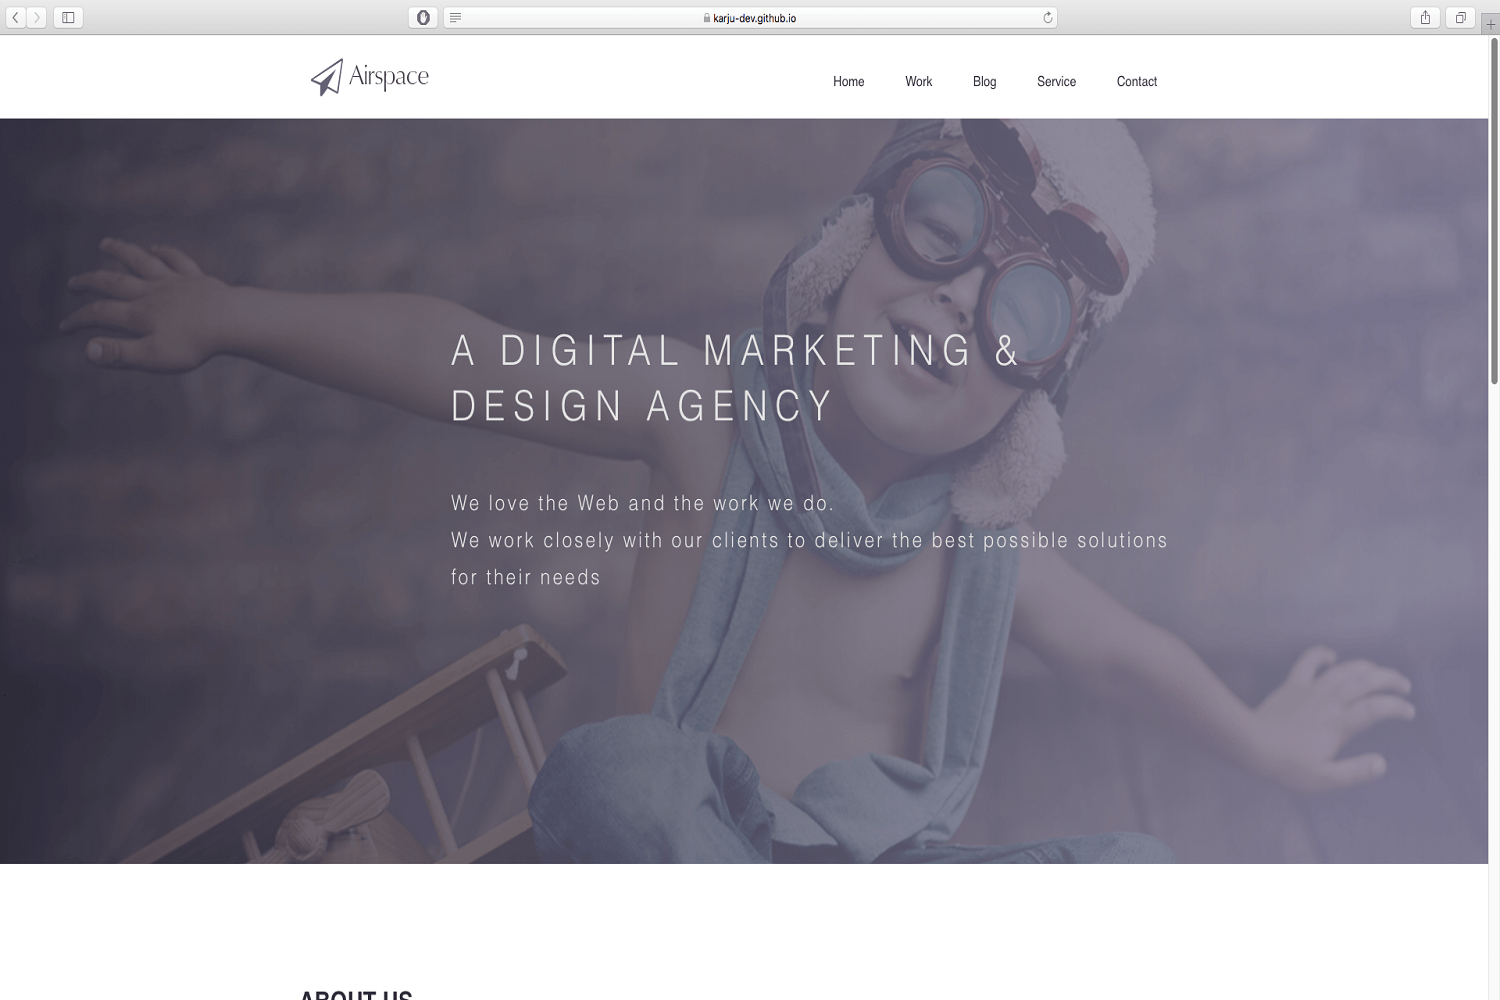 karju-dev.github.io
Airspace
Home
Work
Blog
Service
Contact
A DIGITAL MARKETING &
DESIGN AGENCY
We love the Web and the work we do.
We work closely with our clients to deliver the best possible solutions
for their needs
ABOUT US